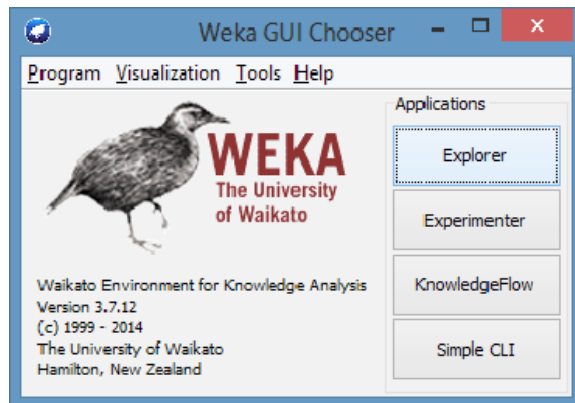 Weka GUI Chooser
Program Visualization Tools Help
WEKA
The University
of Waikato
Waikato Environment for Knowledge Analysis
Version 3.7.12
(c) 1999 - 2014
The University of Waikato
Hamilton, New Zealand
Applications
Explorer
Experimenter
KnowledgeFlow
Simple CLI